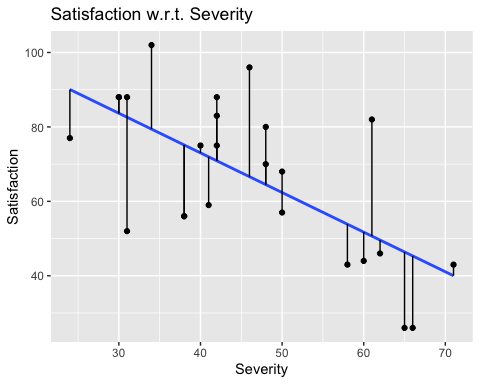 Satisfaction w.r.t. Severity
100
80
60
40
Satisfaction
30 40 50 60 70
Severity